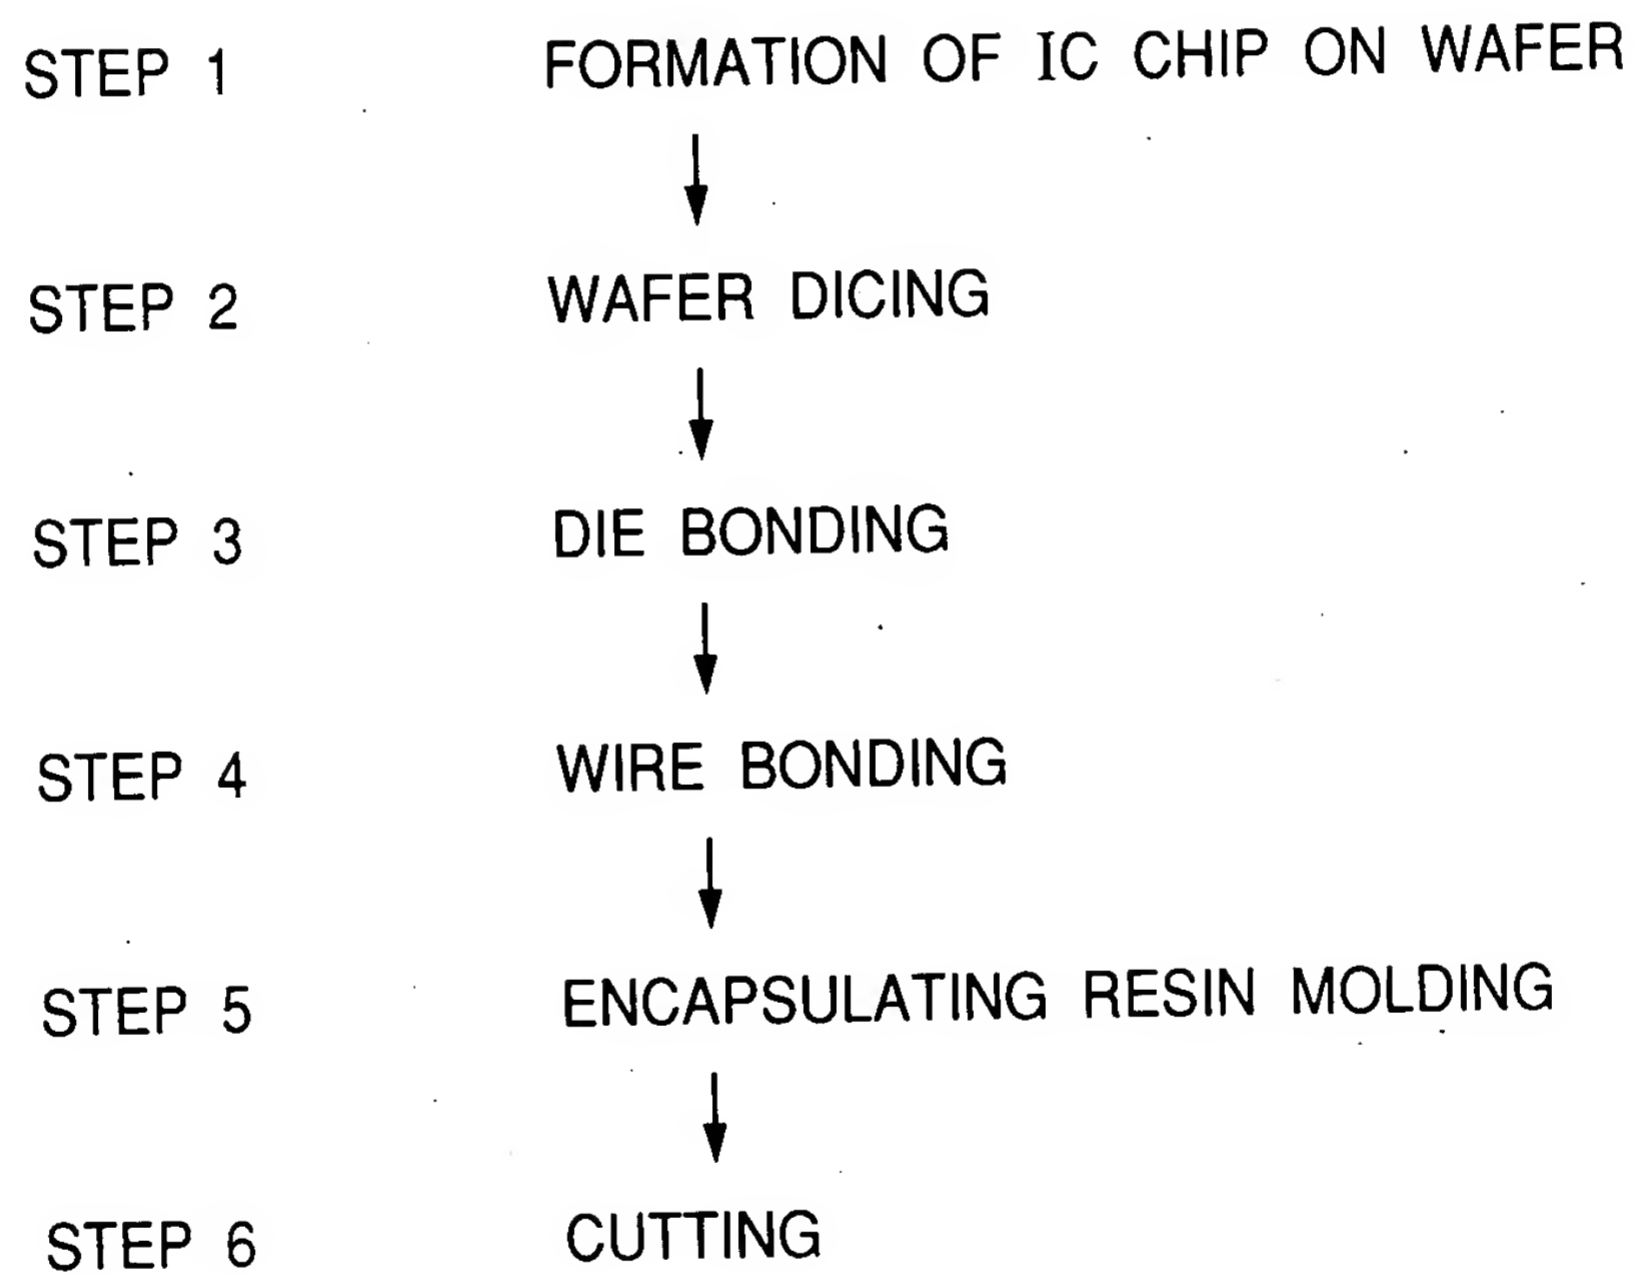 STEP 1 FORMATION OF IC CHIP ON WAFER
STEP 2 WAFER DICING
STEP 3 DIE BONDING
STEP 4 WIRE BONDING
STEP 5 ENCAPSULATING RESIN MOLDING
STEP 6 CUTTING